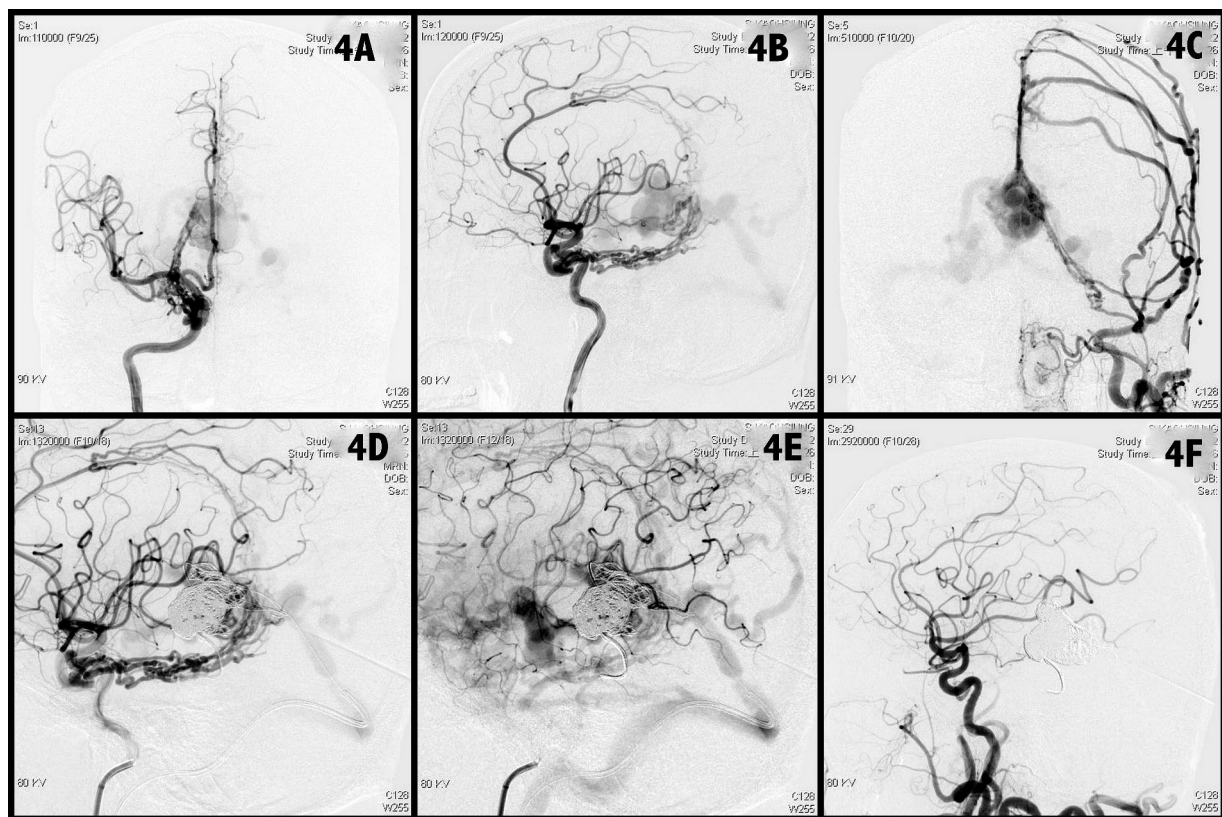 Se:1
Im:110000 (F9/25)
Study
Study Time:
4A
90 KV
C128
W255
Se:1
Im:120000 (F9/25)
Study
Study Time:
DOB:
Sex:
4B
80 KV
C128
W255
Se:5
Im:510000 (F10/20)
Study
Study Time:
DOB:
Sex:
4C
91 KV
C128
W255
Se:13
Im:1320000 (F10/18)
Study
Study Time:
MRN:
DOB:
Sex:
4D
80 KV
C128
W255
Se:13
Im:1320000 (F12/18)
Study D
Study Time:
DOB:
Sex:
4E
80 KV
C128
W255
Se:29
Im:2920000 (F10/28)
Study
Study Time:
DOB:
Sex:
4F
80 KV
C128
W255